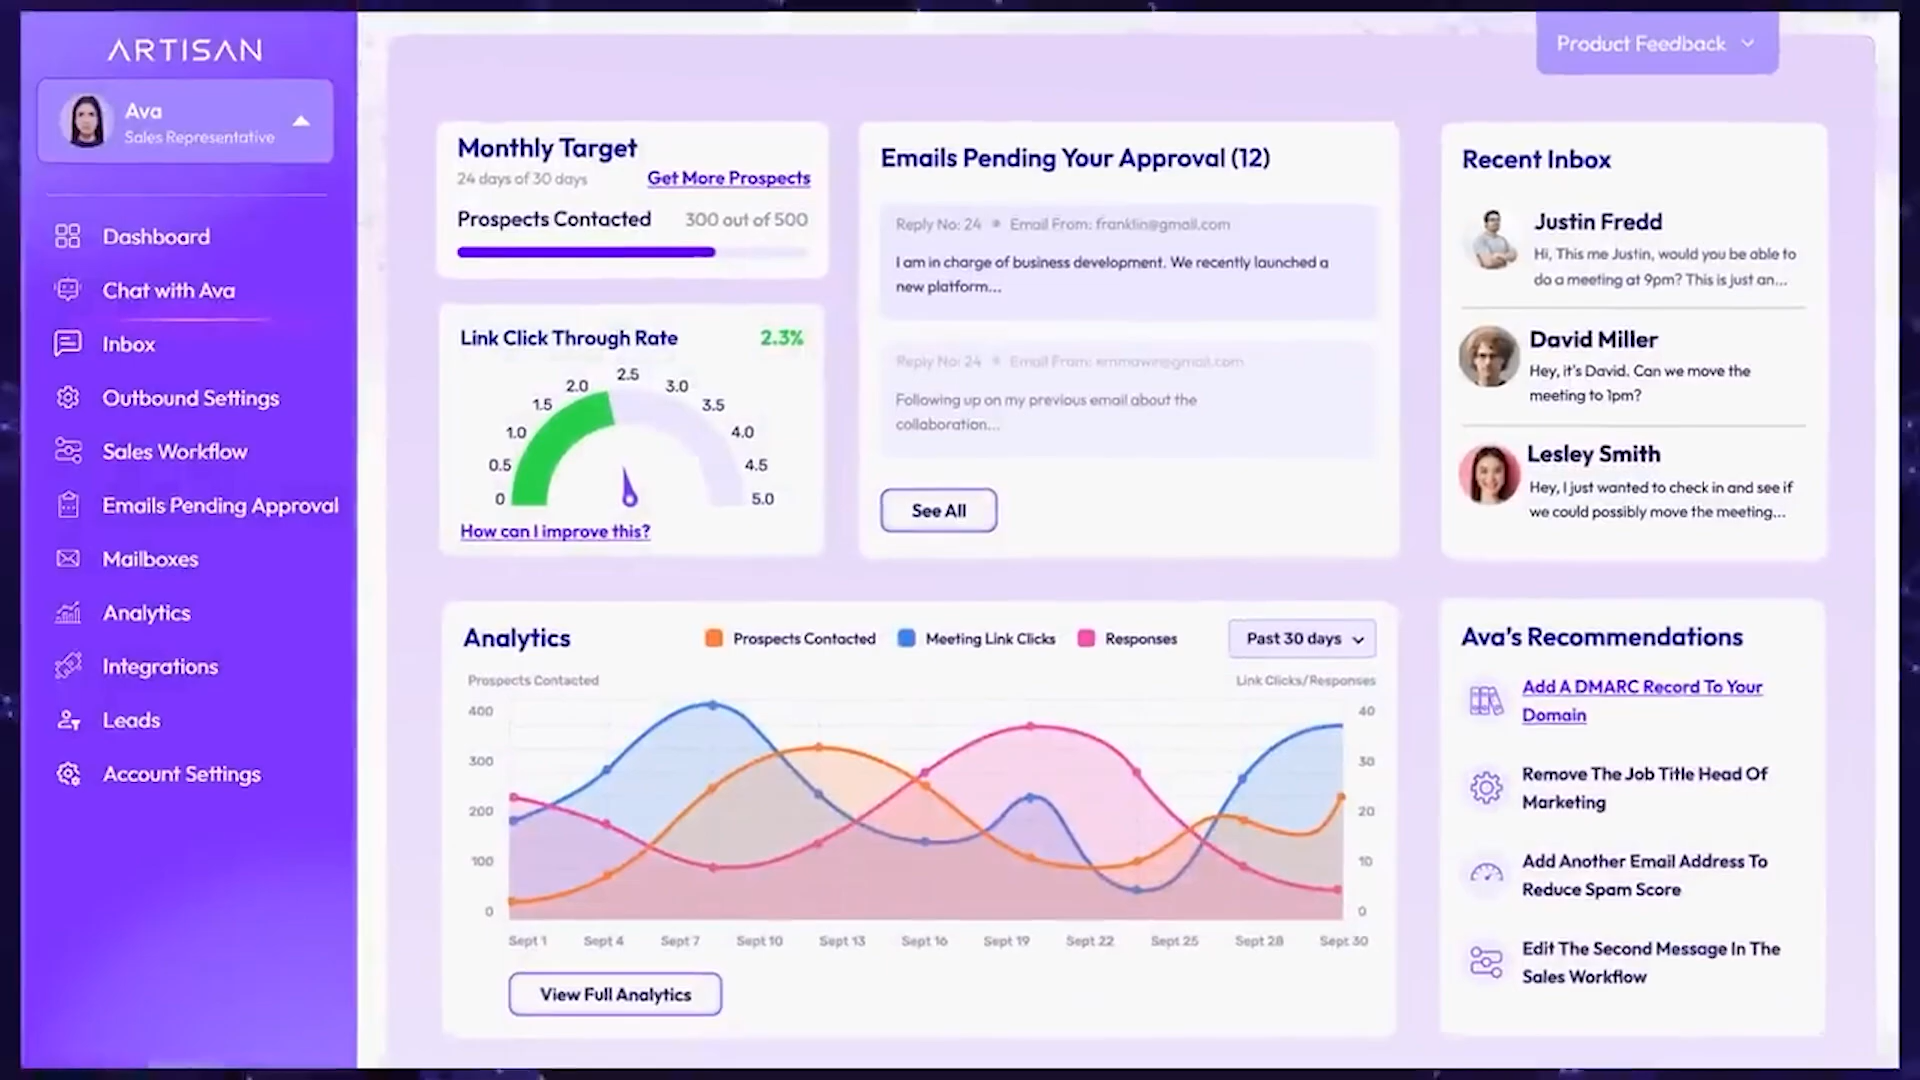 ARTISAN
Ava
Sales Representative
Dashboard
Chat with Ava
Inbox
Outbound Settings
Sales Workflow
Emails Pending Approval
Mailboxes
Analytics
Integrations
Leads
Account Settings
Product Feedback
Monthly Target
24 days of 30 days
Get More Prospects
Prospects Contacted
300 out of 500
Link Click Through Rate
2.3%
0
0.5
1.0
1.5
2.0
2.5
3.0
3.5
4.0
4.5
5.0
How can I improve this?
Emails Pending Your Approval (12)
Reply No: 24 • Email From: franklin@gmail.com
I am in charge of business development. We recently launched a
new platform...
Reply No: 24 • Email From: emmawr@gmail.com
Following up on my previous email about the
collaboration...
See All
Recent Inbox
Justin Fredd
Hi, This me Justin, would you be able to
do a meeting at 9pm? This is just an...
David Miller
Hey, it's David. Can we move the
meeting to 1pm?
Lesley Smith
Hey, I just wanted to check in and see if
we could possibly move the meeting...
Analytics
Prospects Contacted
Meeting Link Clicks
Responses
Past 30 days
Prospects Contacted
Link Clicks/Responses
400
300
200
100
0
40
30
20
10
0
Sept 1
Sept 4
Sept 7
Sept 10
Sept 13
Sept 16
Sept 19
Sept 22
Sept 25
Sept 28
Sept 30
View Full Analytics
Ava's Recommendations
Add A DMARC Record To Your
Domain
Remove The Job Title Head Of
Marketing
Add Another Email Address To
Reduce Spam Score
Edit The Second Message In The
Sales Workflow